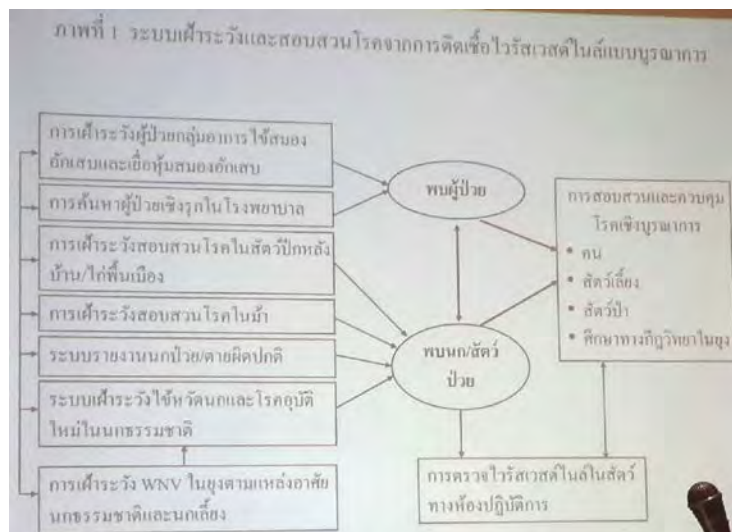 ภาพที่ 1 ระบบเฝ้าระวังและสอบสวนโรคจากการติดเชื้อไวรัสเวสต์ไนล์แบบบูรณาการ
การเฝ้าระวังผู้ป่วยกลุ่มอาการไข้สมอง
อักเสบและเยื่อหุ้มสมองอักเสบ
การค้นหาผู้ป่วยเชิงรุกในโรงพยาบาล
การเฝ้าระวังสอบสวนโรคในสัตว์ปีกหลัง
บ้าน/ไก่พื้นเมือง
การเฝ้าระวังสอบสวนโรคในม้า
ระบบรายงานนกป่วย/ตายผิดปกติ
ระบบเฝ้าระวังไข้หวัดนกและโรคอุบัติ
ใหม่ในนกธรรมชาติ
การเฝ้าระวัง WNV ในยุงตามแหล่งอาศัย
นกธรรมชาติและนกเลี้ยง
พบผู้ป่วย
พบนก/สัตว์
ป่วย
การสอบสวนและควบคุม
โรคเชิงบูรณาการ
• คน
• สัตว์เลี้ยง
• สัตว์ป่า
• ศึกษาทางกีฏวิทยาในยุง
การตรวจไวรัสเวสต์ไนล์ในสัตว์
ทางห้องปฏิบัติการ